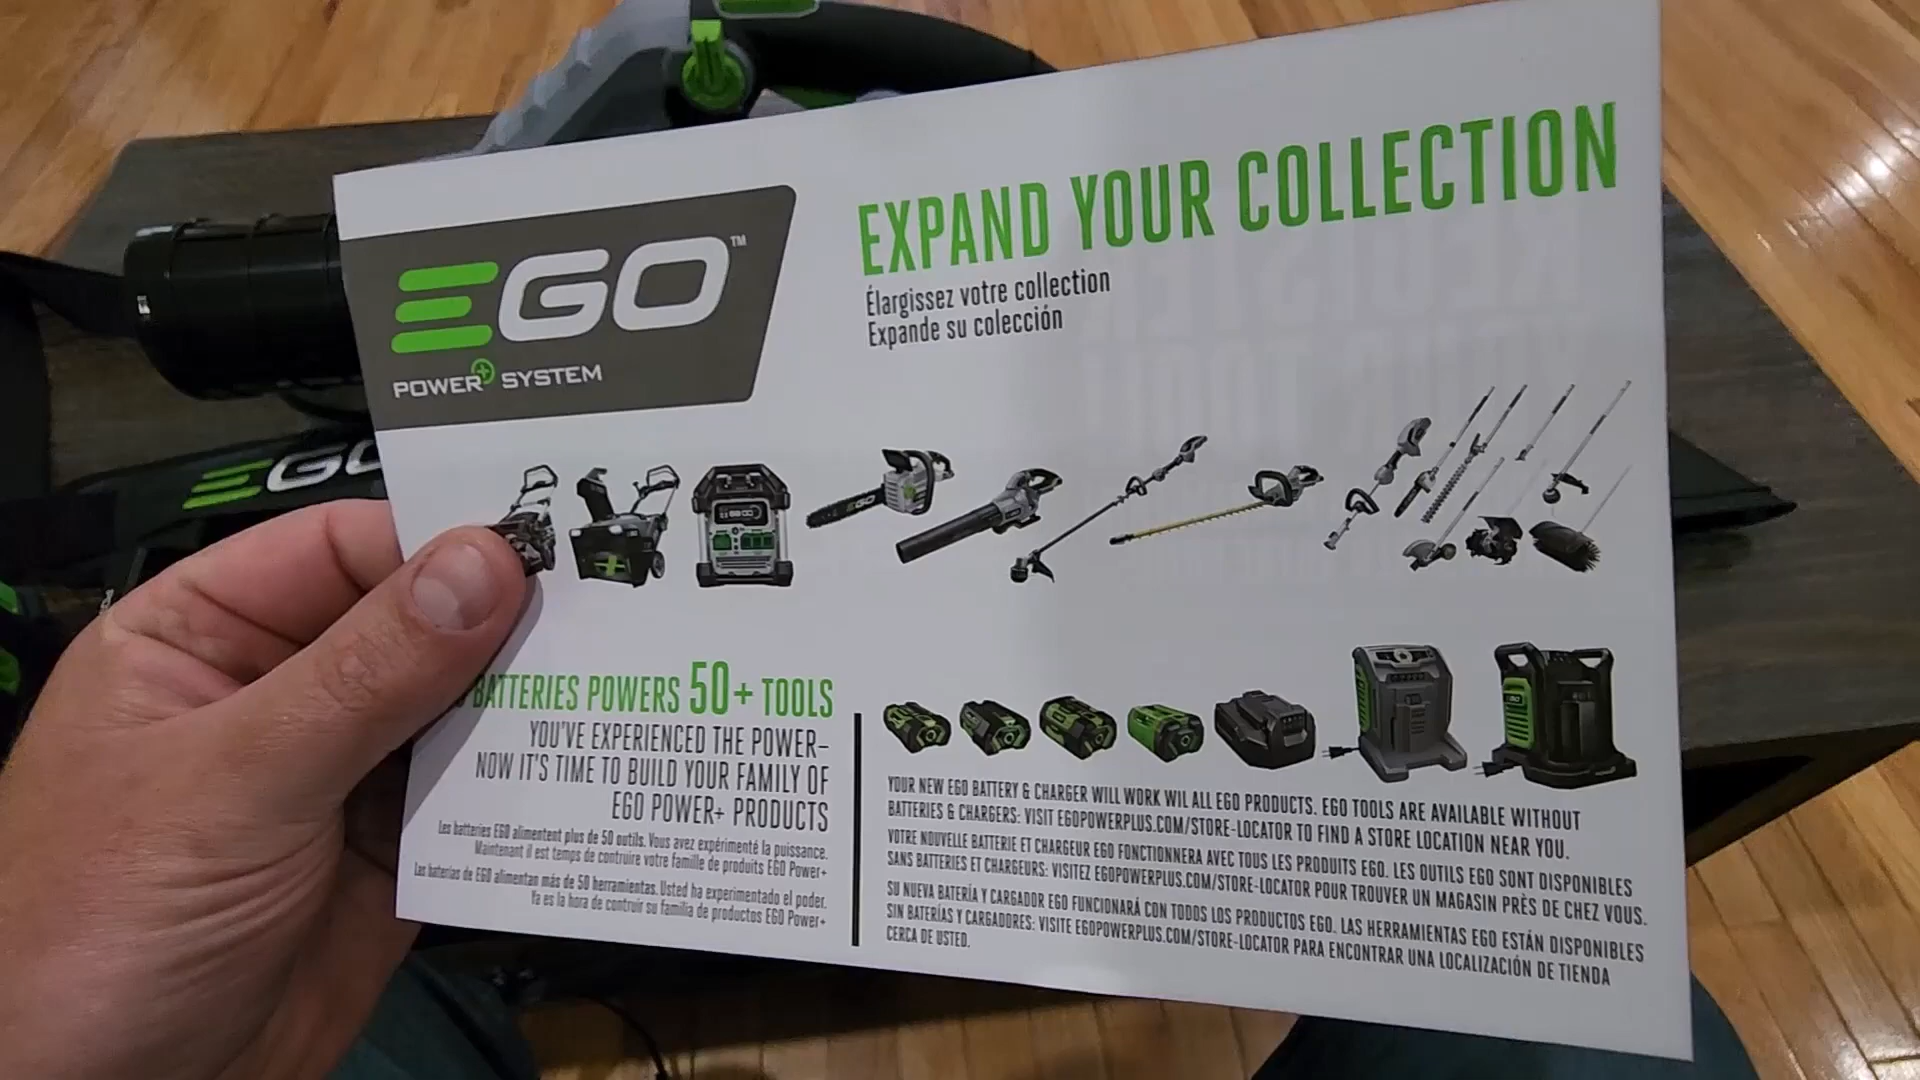 EGO™
POWER+ SYSTEM
EXPAND YOUR COLLECTION
Élargissez votre collection
Expande su colección
EGO
EGO
EGO
BATTERIES POWERS 50+ TOOLS
YOU'VE EXPERIENCED THE POWER–
NOW IT'S TIME TO BUILD YOUR FAMILY OF
EGO POWER+ PRODUCTS
Les batteries EGO alimentent plus de 50 outils. Vous avez expérimenté la puissance.
Maintenant il est temps de contruire votre famille de produits EGO Power+
Las baterías de EGO alimentan más de 50 herramientas. Usted ha experimentado el poder.
Ya es la hora de contruir su familia de productos EGO Power+
YOUR NEW EGO BATTERY & CHARGER WILL WORK WIL ALL EGO PRODUCTS. EGO TOOLS ARE AVAILABLE WITHOUT
BATTERIES & CHARGERS: VISIT EGOPOWERPLUS.COM/STORE-LOCATOR TO FIND A STORE LOCATION NEAR YOU.
VOTRE NOUVELLE BATTERIE ET CHARGEUR EGO FONCTIONNERA AVEC TOUS LES PRODUITS EGO. LES OUTILS EGO SONT DISPONIBLES
SANS BATTERIES ET CHARGEURS: VISITEZ EGOPOWERPLUS.COM/STORE-LOCATOR POUR TROUVER UN MAGASIN PRÈS DE CHEZ VOUS.
SU NUEVA BATERÍA Y CARGADOR EGO FUNCIONARÁ CON TODOS LOS PRODUCTOS EGO. LAS HERRAMIENTAS EGO ESTÁN DISPONIBLES
SIN BATERÍAS Y CARGADORES: VISITE EGOPOWERPLUS.COM/STORE-LOCATOR PARA ENCONTRAR UNA LOCALIZACIÓN DE TIENDA
CERCA DE USTED.